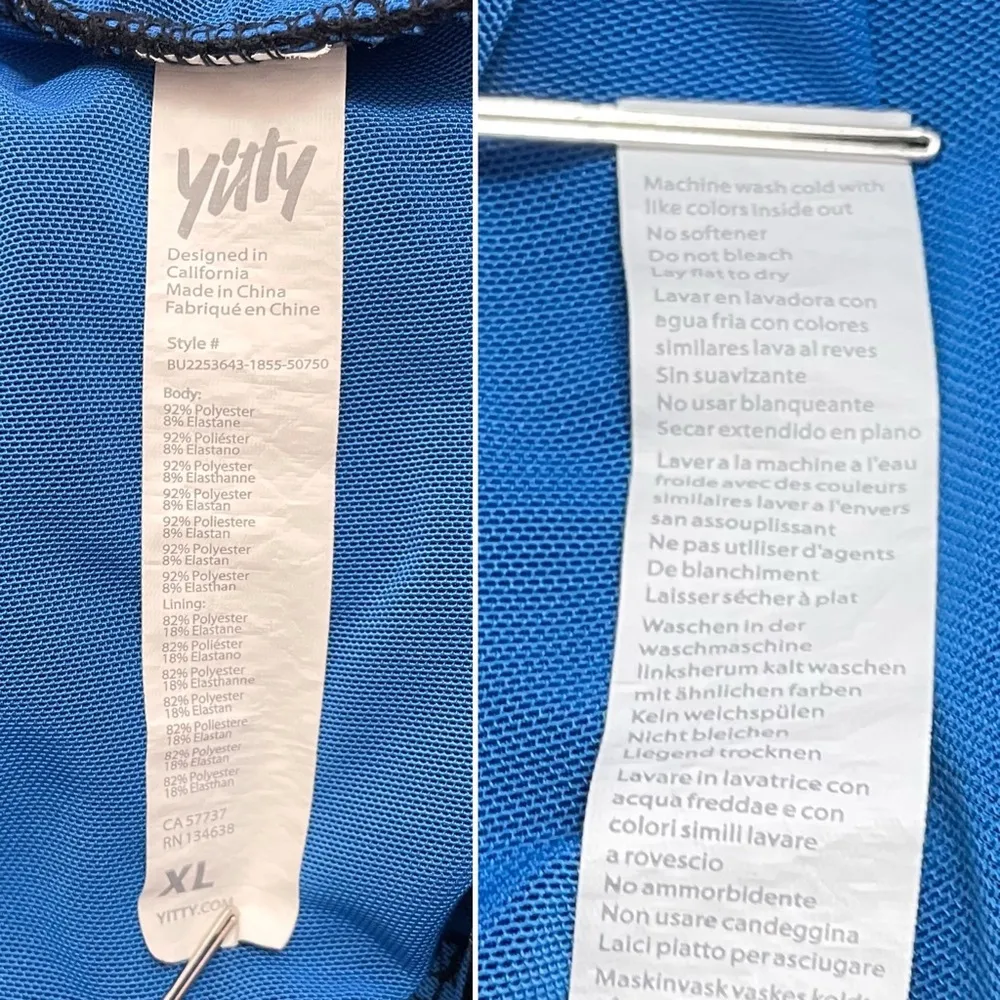 yitty
Designed in
California
Made in China
Fabriqué en Chine
Style #
BU2253643-1855-50750
Body:
92% Polyester
8% Elastane
92% Poliéster
8% Elastano
92% Polyester
8% Elasthanne
92% Polyester
8% Elastan
92% Poliestere
8% Elastan
92% Polyester
8% Elastan
92% Polyester
8% Elasthan
Lining:
82% Polyester
18% Elastane
82% Poliéster
18% Elastano
82% Polyester
18% Elasthanne
82% Polyester
18% Elastan
82% Poliestere
18% Elastan
82% Polyester
18% Elastan
82% Polyester
18% Elasthan
CA 57737
RN 134638
XL
YITTY.COM
Machine wash cold with
like colors inside out
No softener
Do not bleach
Lay flat to dry
Lavar en lavadora con
agua fria con colores
similares lava al reves
Sin suavizante
No usar blanqueante
Secar extendido en plano
Laver a la machine a l'eau
froide avec des couleurs
similaires laver a l'envers
san assouplissant
Ne pas utiliser d'agents
De blanchiment
Laisser sécher à plat
Waschen in der
waschmaschine
linksherum kalt waschen
mit ähnlichen farben
Kein weichspülen
Nicht bleichen
Liegend trocknen
Lavare in lavatrice con
acqua freddae e con
colori simili lavare
a rovescio
No ammorbidente
Non usare candeggina
Laici piatto per asciugare
Maskinvask vaskes